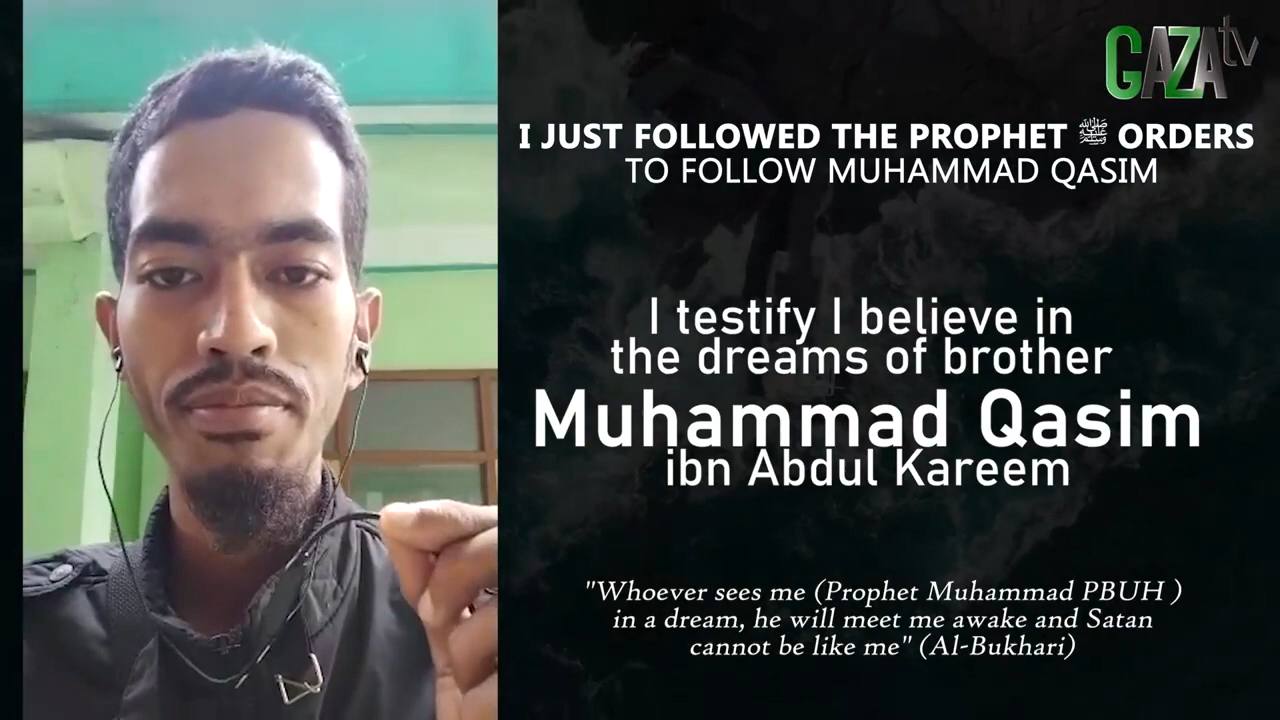 GAZA tv
I JUST FOLLOWED THE PROPHET ﷺ ORDERS
TO FOLLOW MUHAMMAD QASIM
I testify I believe in
the dreams of brother
Muhammad Qasim
ibn Abdul Kareem
"Whoever sees me (Prophet Muhammad PBUH )
in a dream, he will meet me awake and Satan
cannot be like me" (Al-Bukhari)